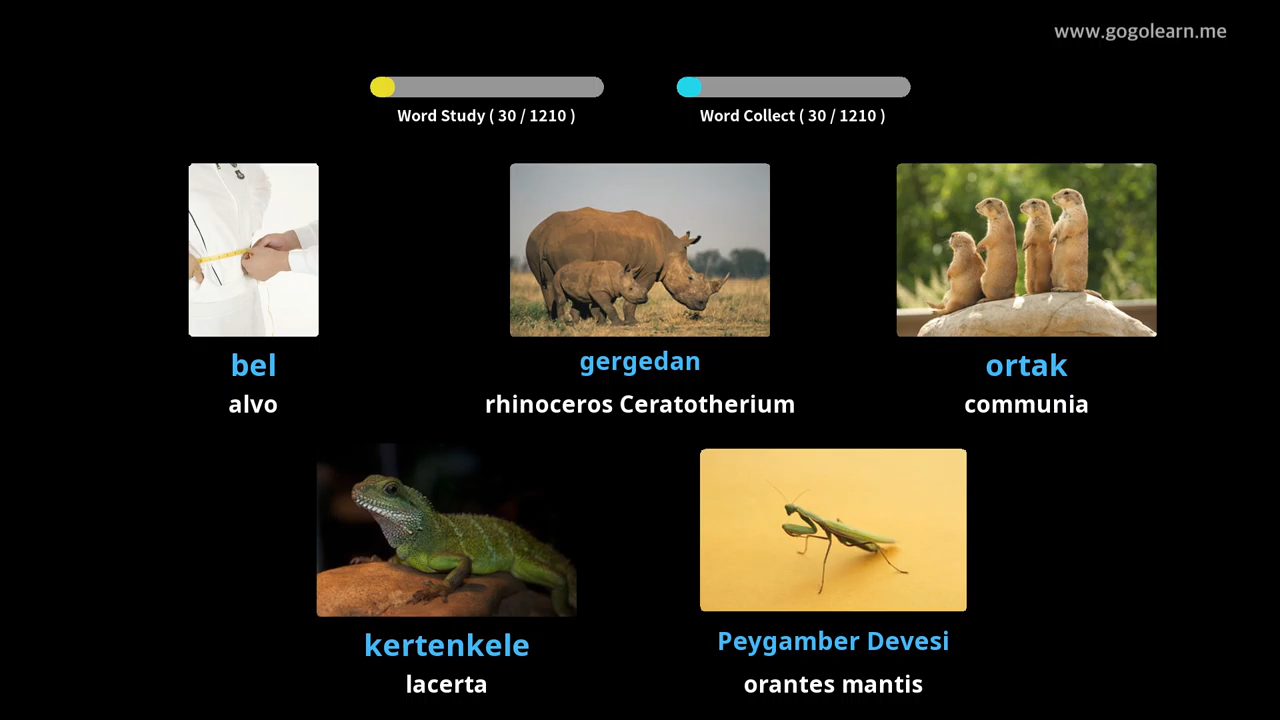 www.gogolearn.me
Word Study ( 30 / 1210 )
Word Collect ( 30 / 1210 )
bel
alvo
gergedan
rhinoceros Ceratotherium
ortak
communia
kertenkele
lacerta
Peygamber Devesi
orantes mantis